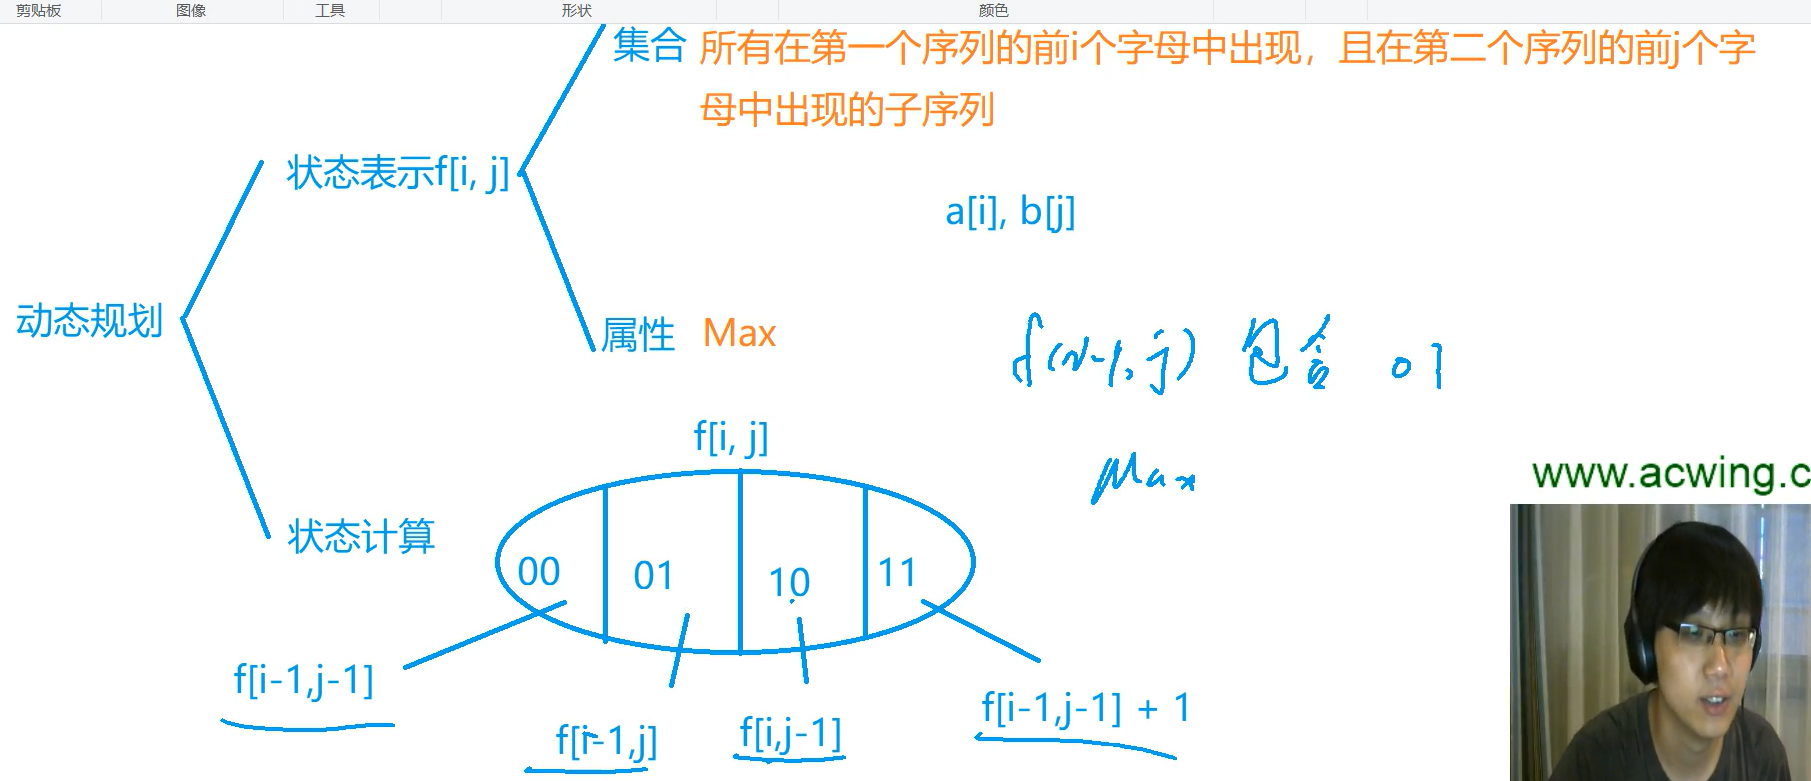 剪贴板 图像 工具 形状 颜色
集合 所有在第一个序列的前i个字母中出现，且在第二个序列的前j个字
母中出现的子序列
状态表示f[i, j]
a[i], b[j]
动态规划
属性 Max
f(i-1, j) 包含 01
f[i, j]
Max
www.acwing.c
状态计算
00 01 10 11
f[i-1,j-1]
f[i-1,j]
f[i,j-1]
f[i-1,j-1] + 1